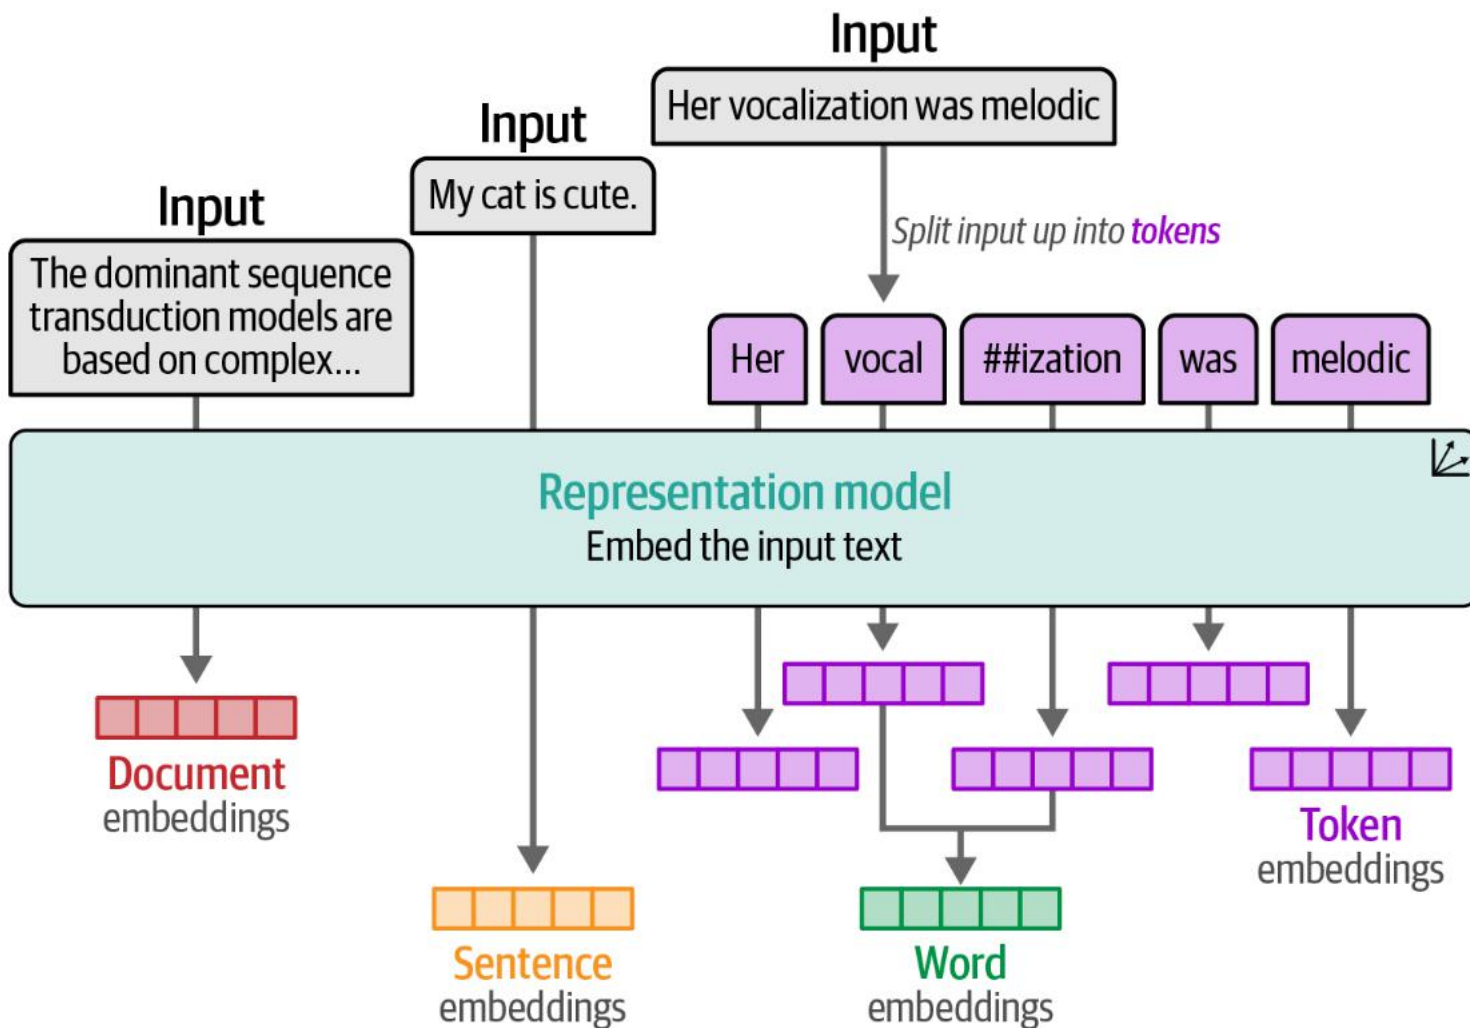 Input
Her vocalization was melodic
Input
My cat is cute.
Input
The dominant sequence
transduction models are
based on complex...
Split input up into tokens
Her
vocal
##ization
was
melodic
Representation model
Embed the input text
Document
embeddings
Sentence
embeddings
Word
embeddings
Token
embeddings